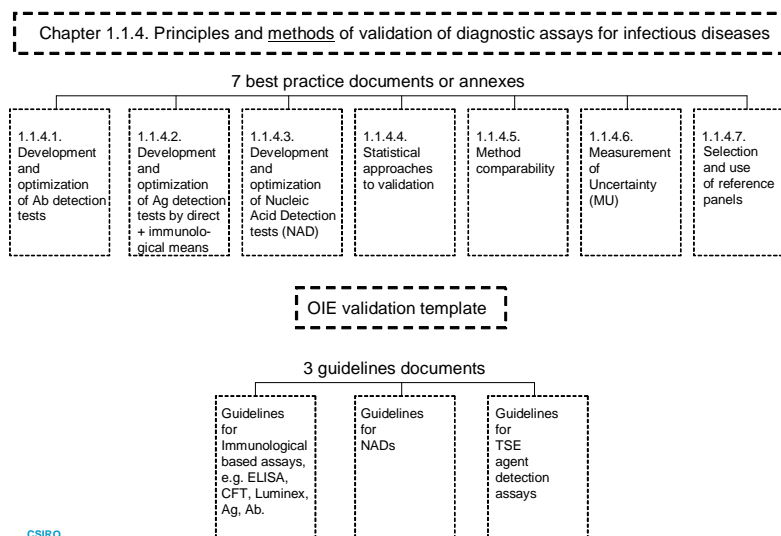 Chapter 1.1.4. Principles and methods of validation of diagnostic assays for infectious diseases
7 best practice documents or annexes
1.1.4.1.
Development
and
optimization
of Ab detection
tests
1.1.4.2.
Development
and
optimization
of Ag detection
tests by direct
+ immunolo-
gical means
1.1.4.3.
Development
and
optimization
of Nucleic
Acid Detection
tests (NAD)
1.1.4.4.
Statistical
approaches
to validation
1.1.4.5.
Method
comparability
1.1.4.6.
Measurement
of
Uncertainty
(MU)
1.1.4.7.
Selection
and use
of reference
panels
OIE validation template
3 guidelines documents
Guidelines
for
Immunological
based assays,
e.g. ELISA,
CFT, Luminex,
Ag, Ab.
Guidelines
for
NADs
Guidelines
for
TSE
agent
detection
assays
CSIRO